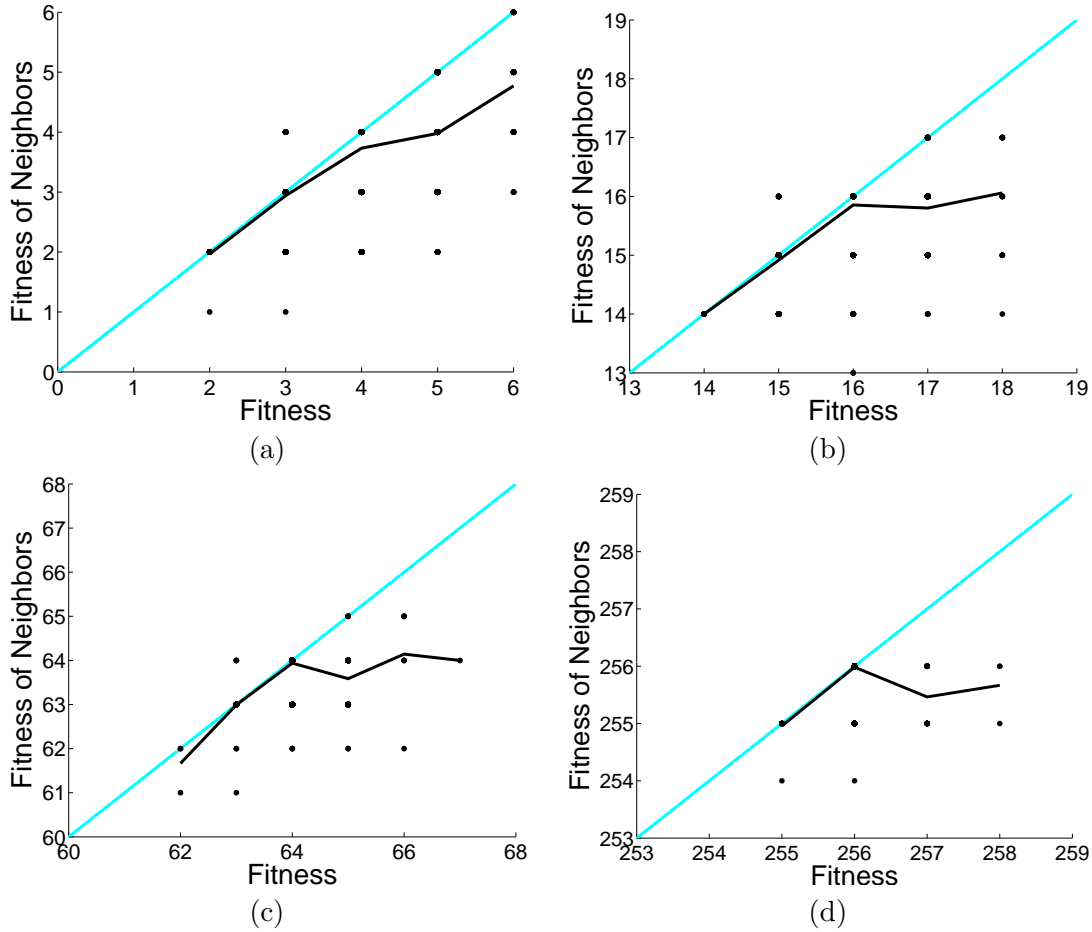 6
5
4
3
2
1
0
0 1 2 3 4 5 6
Fitness of Neighbors
Fitness
(a)
19
18
17
16
15
14
13
13 14 15 16 17 18 19
Fitness of Neighbors
Fitness
(b)
68
67
66
65
64
63
62
61
60
60 62 64 66 68
Fitness of Neighbors
Fitness
(c)
259
258
257
256
255
254
253
253 254 255 256 257 258 259
Fitness of Neighbors
Fitness
(d)